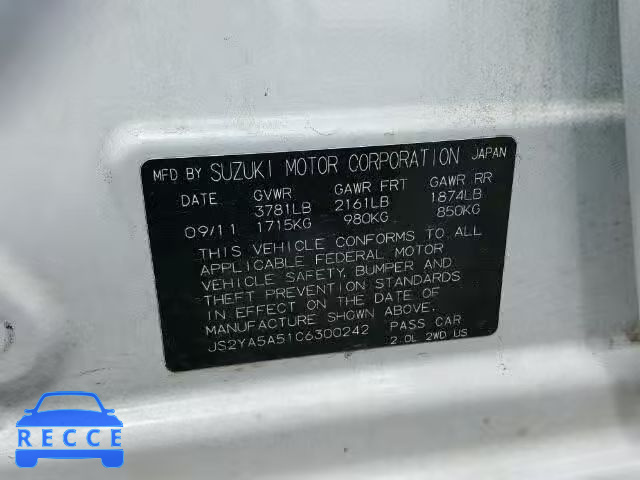 MFD BY SUZUKI MOTOR CORPORATION JAPAN
DATE GVWR GAWR FRT GAWR RR
3781LB 2161LB 1874LB
09/11 1715KG 980KG 850KG
THIS VEHICLE CONFORMS TO ALL
APPLICABLE FEDERAL MOTOR
VEHICLE SAFETY, BUMPER AND
THEFT PREVENTION STANDARDS
IN EFFECT ON THE DATE OF
MANUFACTURE SHOWN ABOVE.
JS2YA5A51C6300242 PASS CAR
2.0L 2WD US
RECCE